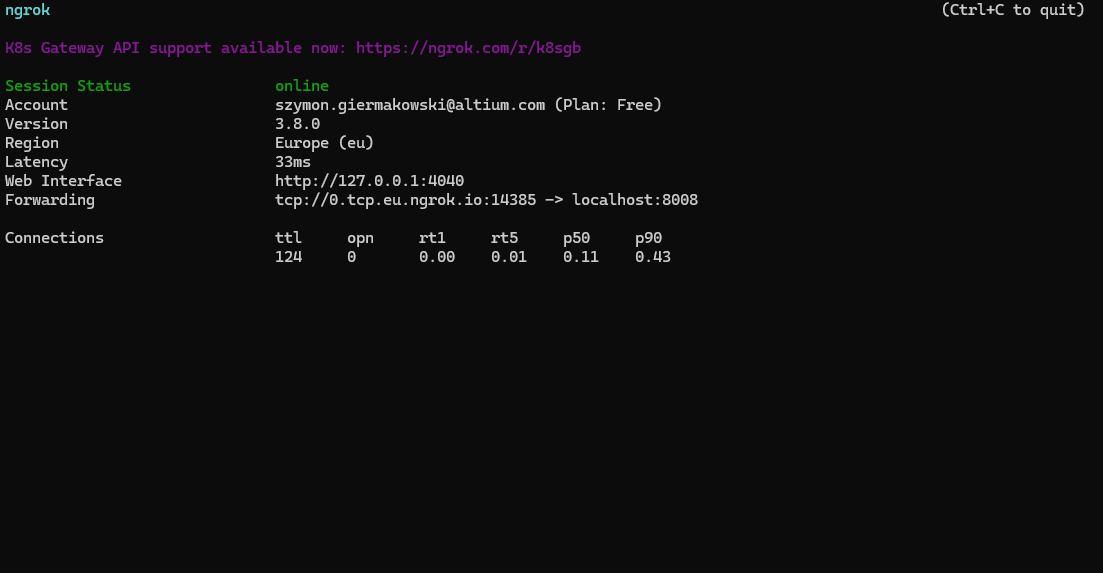 ngrok (Ctrl+C to quit)
K8s Gateway API support available now: https://ngrok.com/r/k8sgb
Session Status online
Account szymon.giermakowski@altium.com (Plan: Free)
Version 3.8.0
Region Europe (eu)
Latency 33ms
Web Interface http://127.0.0.1:4040
Forwarding tcp://0.tcp.eu.ngrok.io:14385 -> localhost:8008
Connections ttl opn rt1 rt5 p50 p90
124 0 0.00 0.01 0.11 0.43